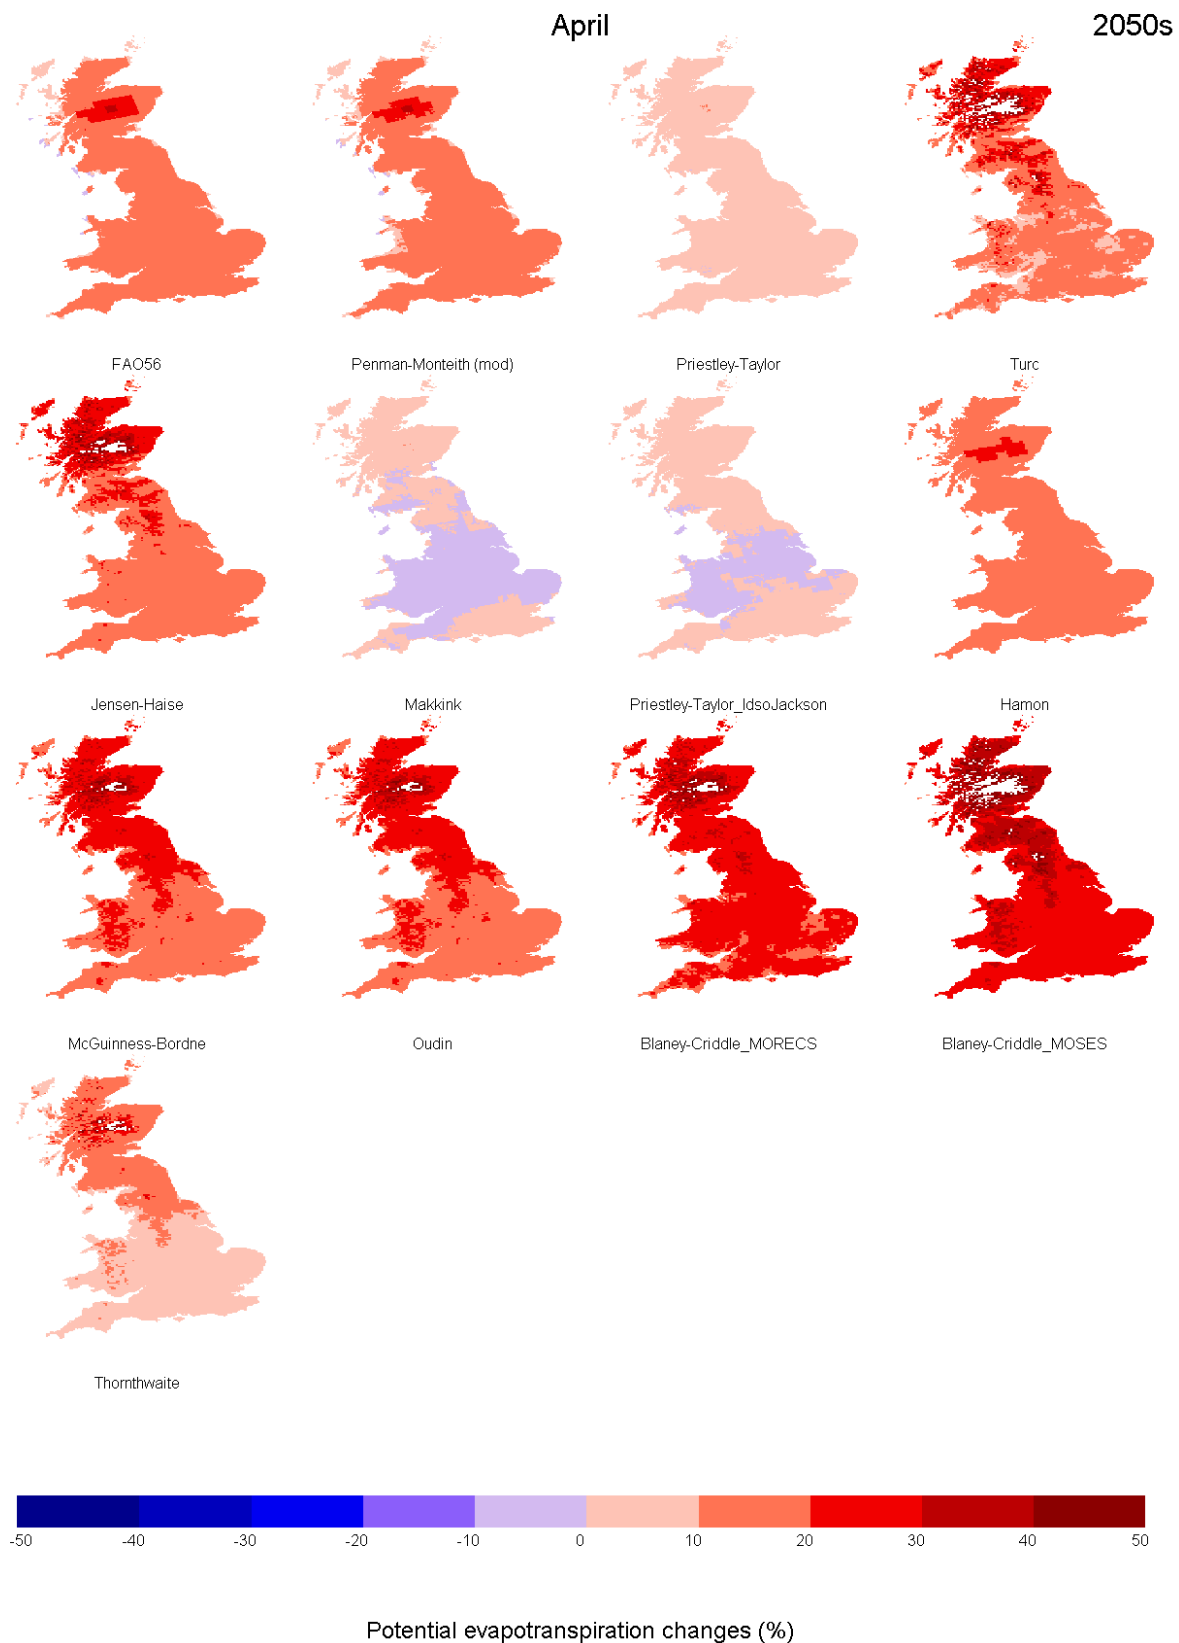 April 2050s
FAO56 Penman-Monteith (mod) Priestley-Taylor Turc
Jensen-Haise Makkink Priestley-Taylor_IdsoJackson Hamon
McGuinness-Bordne Oudin Blaney-Criddle_MORECS Blaney-Criddle_MOSES
Thornthwaite
-50 -40 -30 -20 -10 0 10 20 30 40 50
Potential evapotranspiration changes (%)